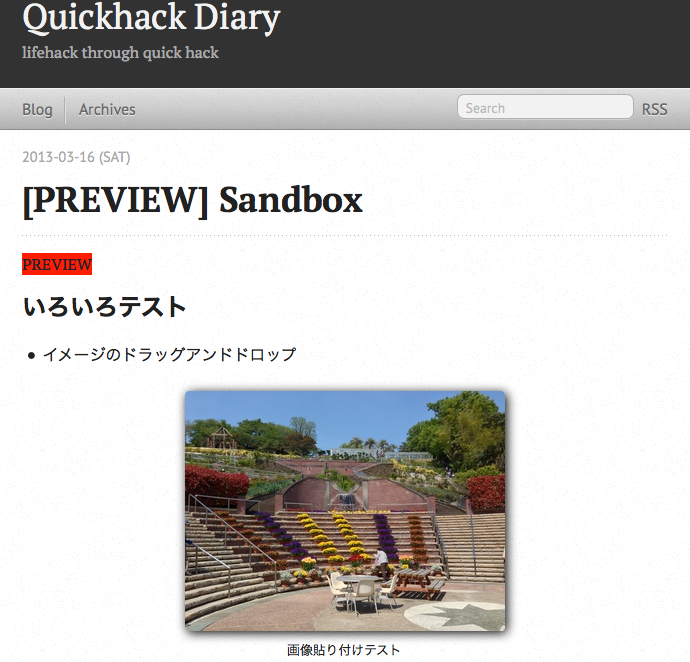 Quickhack Diary
lifehack through quick hack
Blog
Archives
Search
RSS
2013-03-16 (SAT)
[PREVIEW] Sandbox
PREVIEW
いろいろテスト
イメージのドラッグアンドドロップ
画像貼り付けテスト